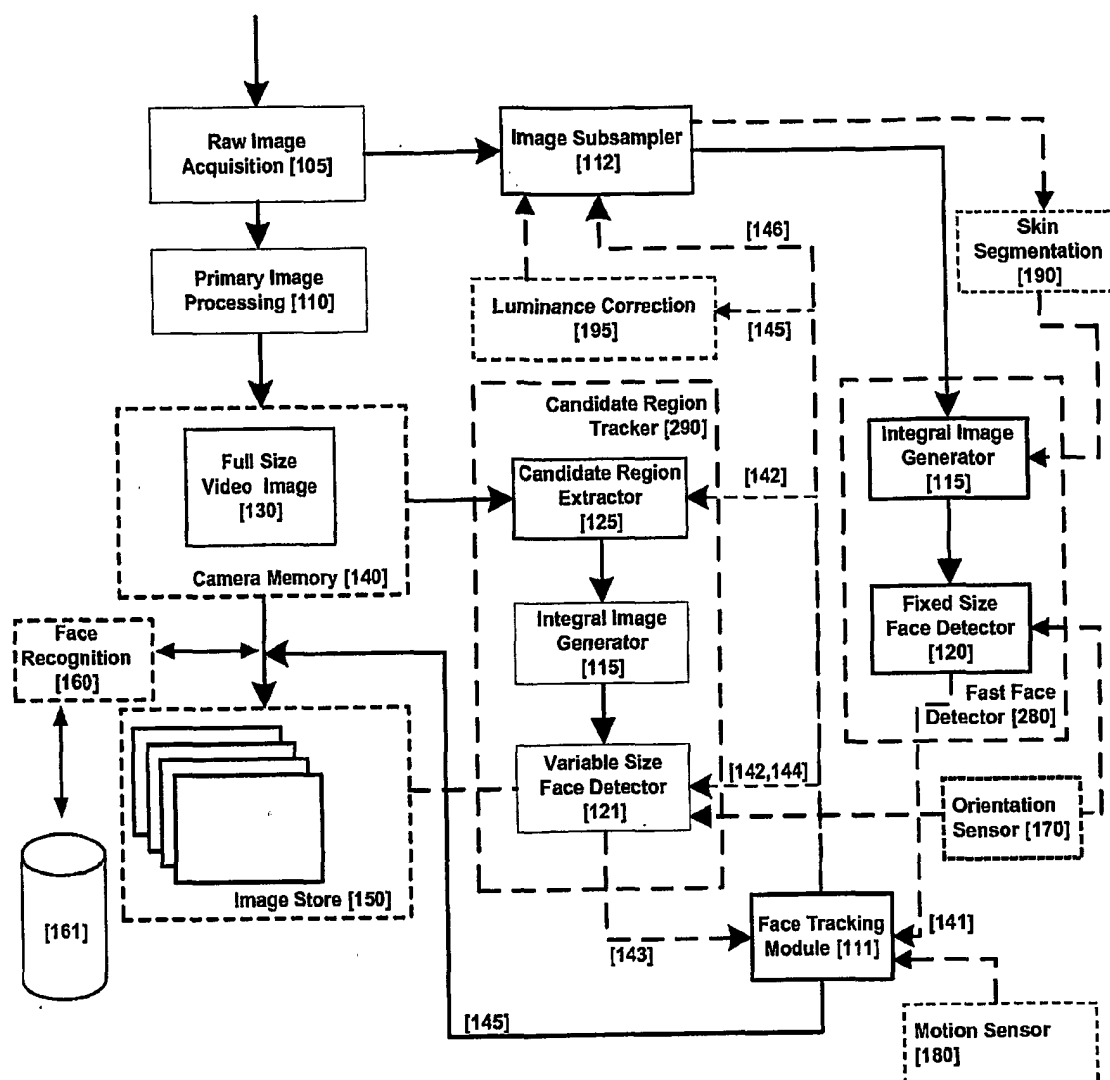 Raw Image
Acquisition [105]
Image Subsampler
[112]
Primary Image
Processing [110]
[146]
Skin
Segmentation
[190]
Luminance Correction
[195]
[145]
Candidate Region
Tracker [290]
Full Size
Video Image
[130]
Camera Memory [140]
Candidate Region
Extractor
[125]
[142]
Integral Image
Generator
[115]
Integral Image
Generator
[115]
Fixed Size
Face Detector
[120]
Fast Face
Detector [280]
Face
Recognition
[160]
Variable Size
Face Detector
[121]
[142,144]
Orientation
Sensor [170]
Image Store [150]
[161]
[143]
Face Tracking
Module [111]
[141]
[145]
Motion Sensor
[180]